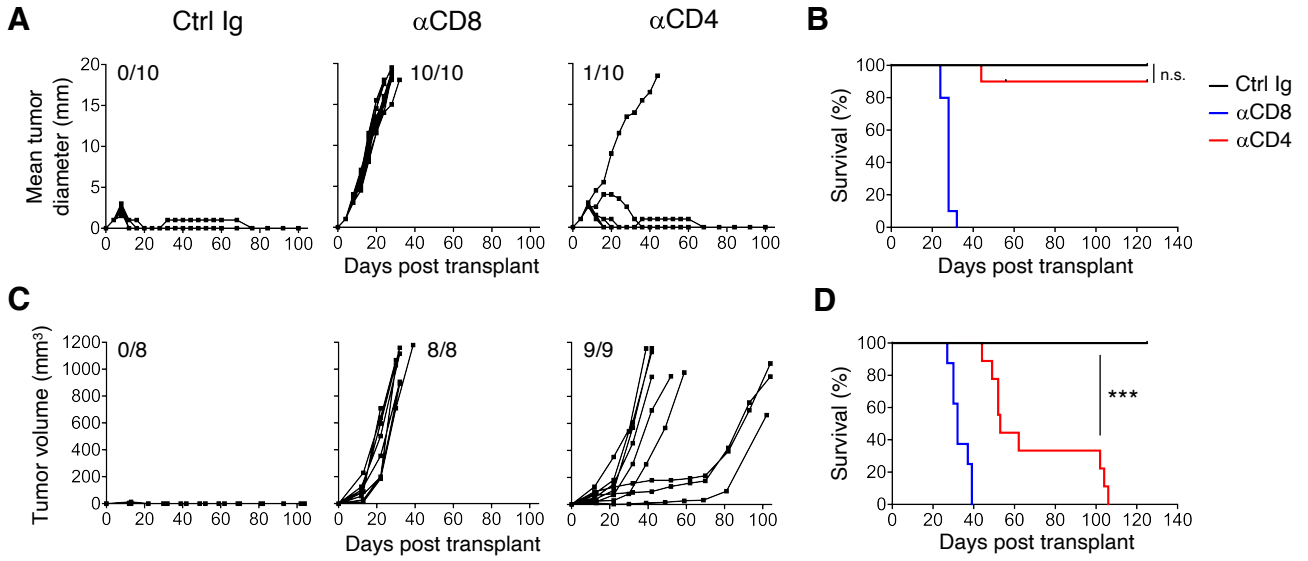 A
Ctrl Ig
αCD8
αCD4
Mean tumor
diameter (mm)
20
15
10
5
0
0/10
10/10
1/10
0 20 40 60 80 100
0 20 40 60 80 100
0 20 40 60 80 100
Days post transplant
B
Survival (%)
100
80
60
40
20
0
n.s.
0 20 40 60 80 100 120 140
Days post transplant
Ctrl Ig
αCD8
αCD4
C
Tumor volume (mm³)
1200
1000
800
600
400
200
0
0/8
8/8
9/9
0 20 40 60 80 100
0 20 40 60 80 100
0 20 40 60 80 100
Days post transplant
D
Survival (%)
100
80
60
40
20
0
***
0 20 40 60 80 100 120 140
Days post transplant